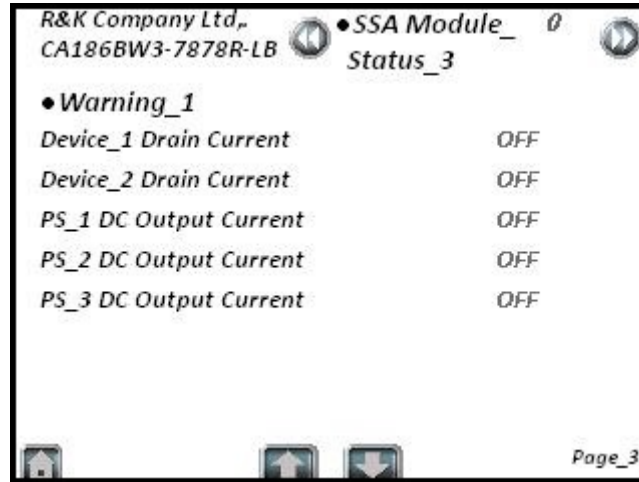 R&K Company Ltd,.
CA186BW3-7878R-LB
●SSA Module_ 0
Status_3
●Warning_1
Device_1 Drain Current OFF
Device_2 Drain Current OFF
PS_1 DC Output Current OFF
PS_2 DC Output Current OFF
PS_3 DC Output Current OFF
Page_3